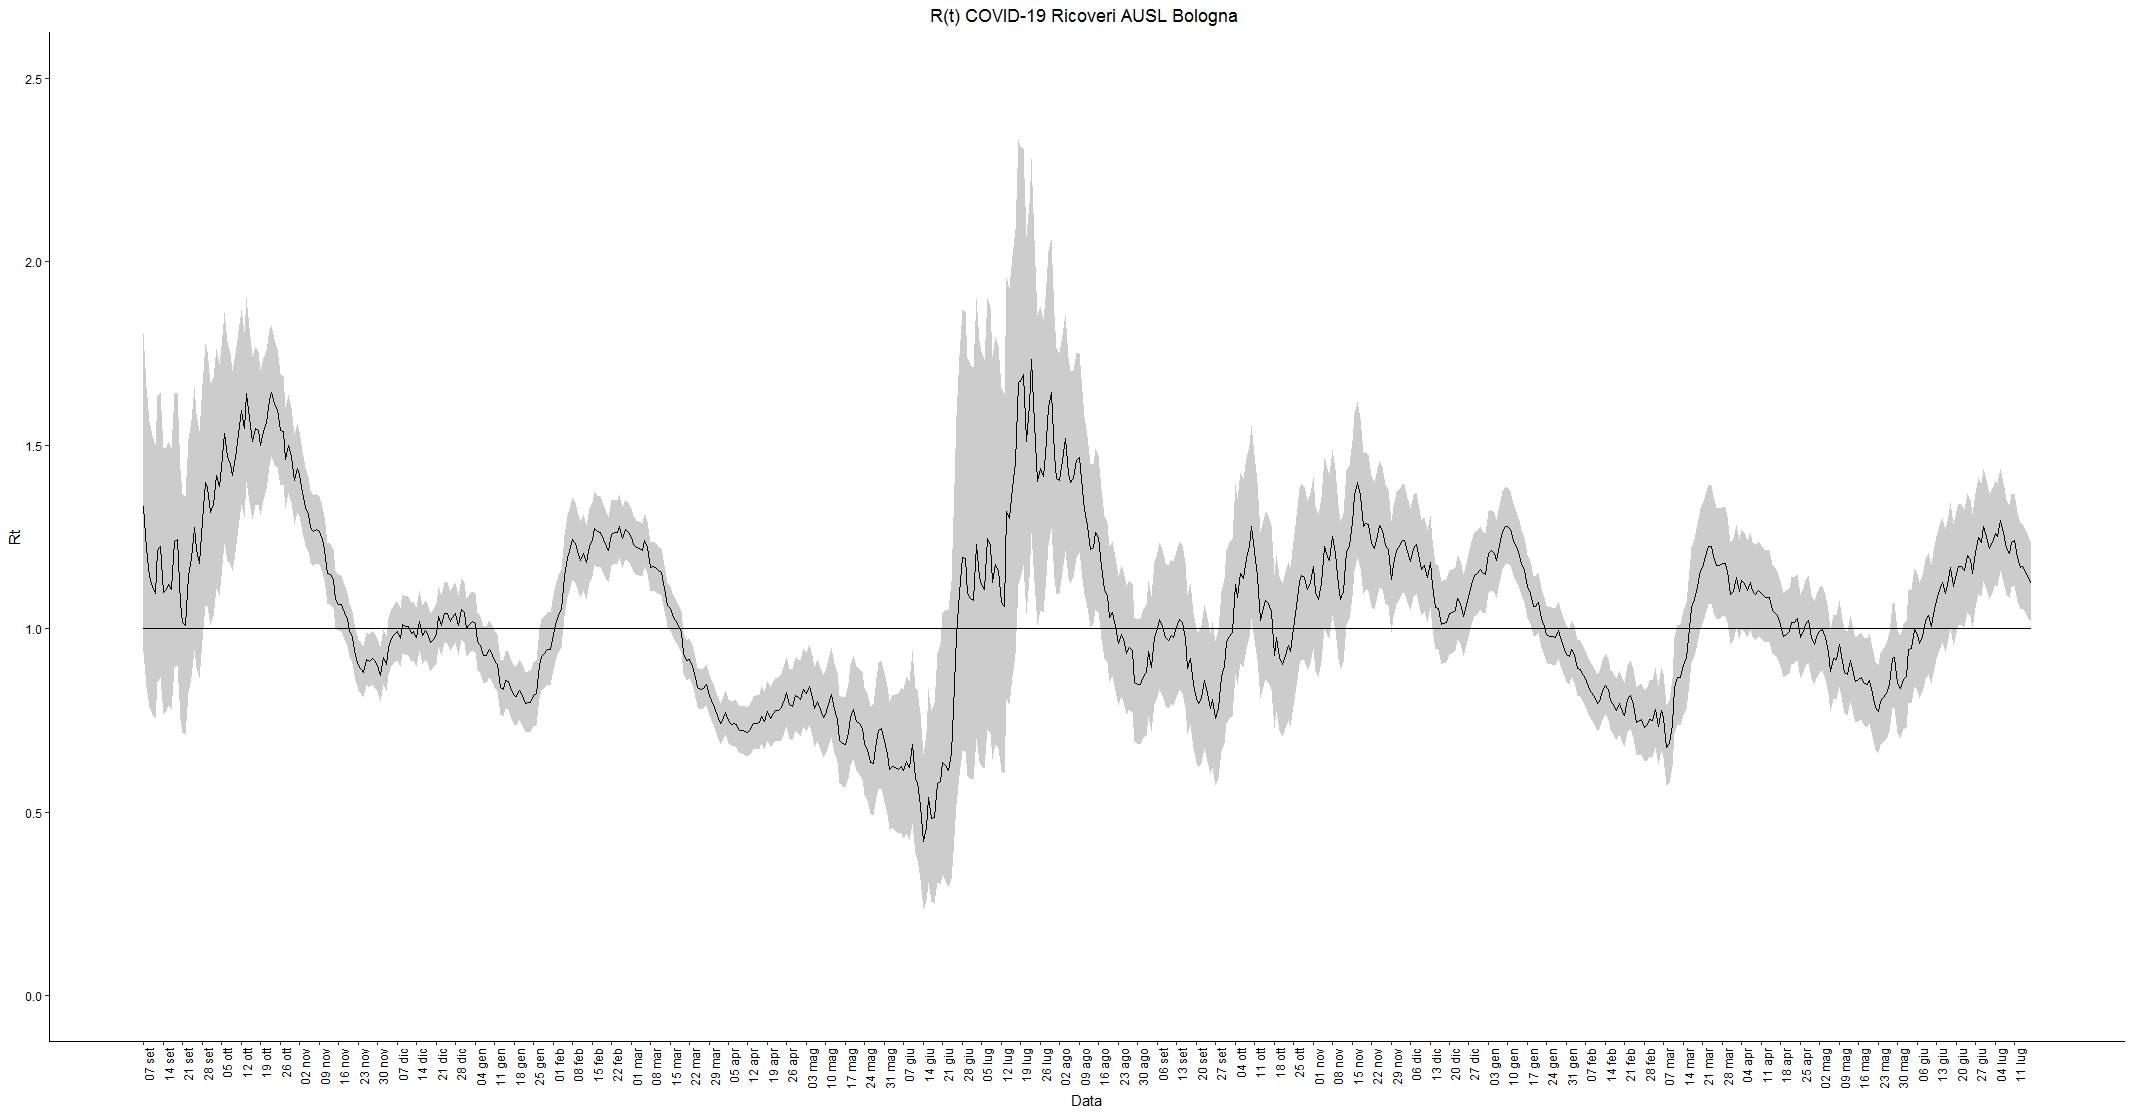 R(t) COVID-19 Ricoveri AUSL Bologna
2.5
2.0
1.5
1.0
0.5
0.0
Rt
07 set
14 set
21 set
28 set
05 ott
12 ott
19 ott
26 ott
02 nov
09 nov
16 nov
23 nov
30 nov
07 dic
14 dic
21 dic
28 dic
04 gen
11 gen
18 gen
25 gen
01 feb
08 feb
15 feb
22 feb
01 mar
08 mar
15 mar
22 mar
29 mar
05 apr
12 apr
19 apr
26 apr
03 mag
10 mag
17 mag
24 mag
31 mag
07 giu
14 giu
21 giu
28 giu
05 lug
12 lug
19 lug
26 lug
02 ago
09 ago
16 ago
23 ago
30 ago
06 set
13 set
20 set
27 set
04 ott
11 ott
18 ott
25 ott
01 nov
08 nov
15 nov
22 nov
29 nov
06 dic
13 dic
20 dic
27 dic
03 gen
10 gen
17 gen
24 gen
31 gen
07 feb
14 feb
21 feb
28 feb
07 mar
14 mar
21 mar
28 mar
04 apr
11 apr
18 apr
25 apr
02 mag
09 mag
16 mag
23 mag
30 mag
06 giu
13 giu
20 giu
27 giu
04 lug
11 lug
Data